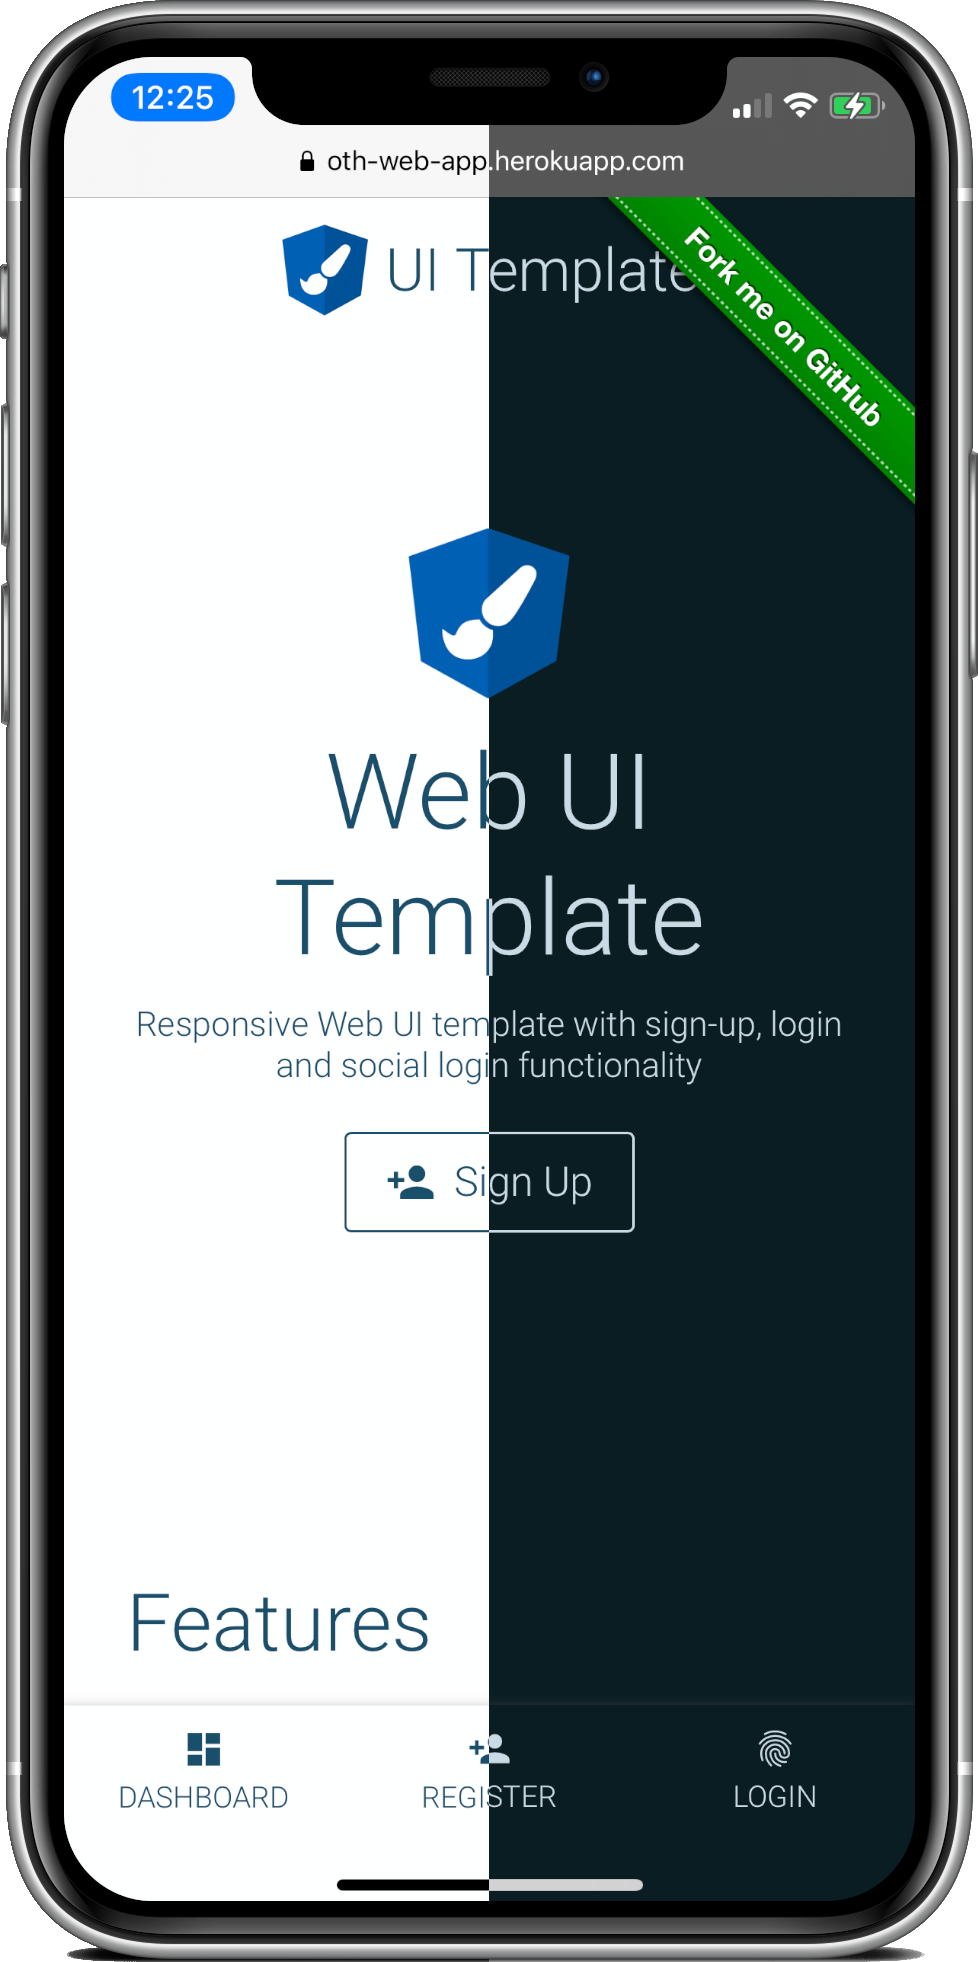 12:25
oth-web-app.herokuapp.com
UI Template
Fork me on GitHub
Web UI
Template
Responsive Web UI template with sign-up, login
and social login functionality
Sign Up
Features
DASHBOARD
REGISTER
LOGIN